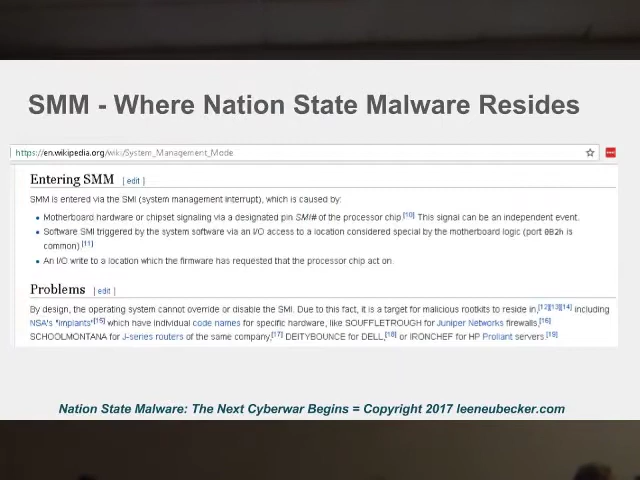 SMM - Where Nation State Malware Resides
https://en.wikipedia.org/wiki/System_Management_Mode
Entering SMM [ edit ]
SMM is entered via the SMI (system management interrupt), which is caused by:
• Motherboard hardware or chipset signaling via a designated pin SMI# of the processor chip.[10] This signal can be an independent event.
• Software SMI triggered by the system software via an I/O access to a location considered special by the motherboard logic (port 0B2h is
common).[11]
• An I/O write to a location which the firmware has requested that the processor chip act on.
Problems [ edit ]
By design, the operating system cannot override or disable the SMI. Due to this fact, it is a target for malicious rootkits to reside in,[12][13][14] including
NSA's "implants"[15] which have individual code names for specific hardware, like SOUFFLETROUGH for Juniper Networks firewalls,[16]
SCHOOLMONTANA for J-series routers of the same company,[17] DEITYBOUNCE for DELL,[18] or IRONCHEF for HP Proliant servers.[19]
Nation State Malware: The Next Cyberwar Begins = Copyright 2017 leeneubecker.com